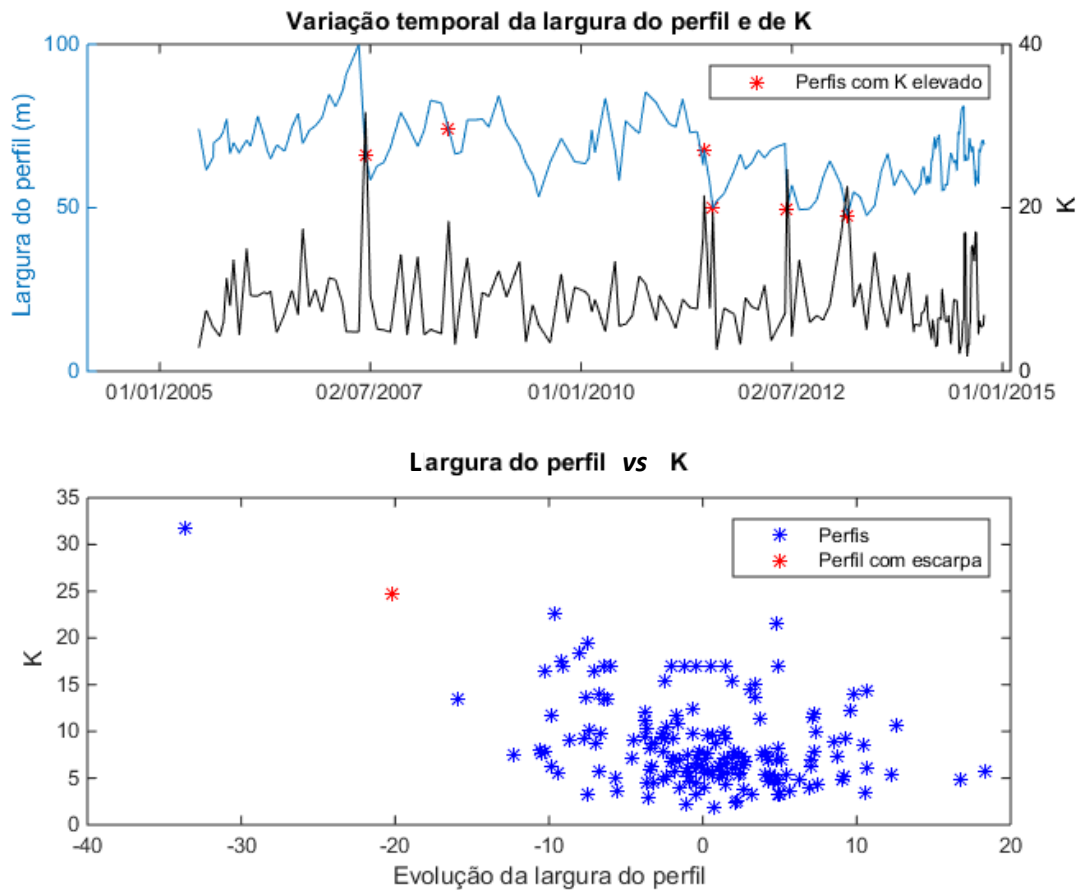 Variação temporal da largura do perfil e de K
100
50
0
Largura do perfil (m)
40
20
0
K
Perfis com K elevado
01/01/2005
02/07/2007
01/01/2010
02/07/2012
01/01/2015
Largura do perfil vs K
35
30
25
20
15
10
5
0
K
Perfis
Perfil com escarpa
-40
-30
-20
-10
0
10
20
Evolução da largura do perfil